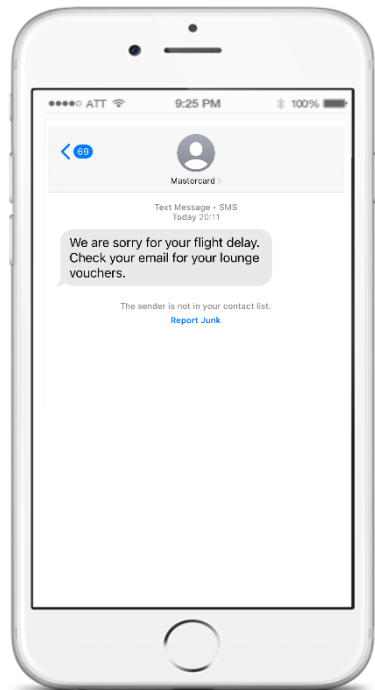 ATT 9:25 PM 100%
69
Mastercard
Text Message • SMS
Today 20:11
We are sorry for your flight delay.
Check your email for your lounge
vouchers.
The sender is not in your contact list.
Report Junk